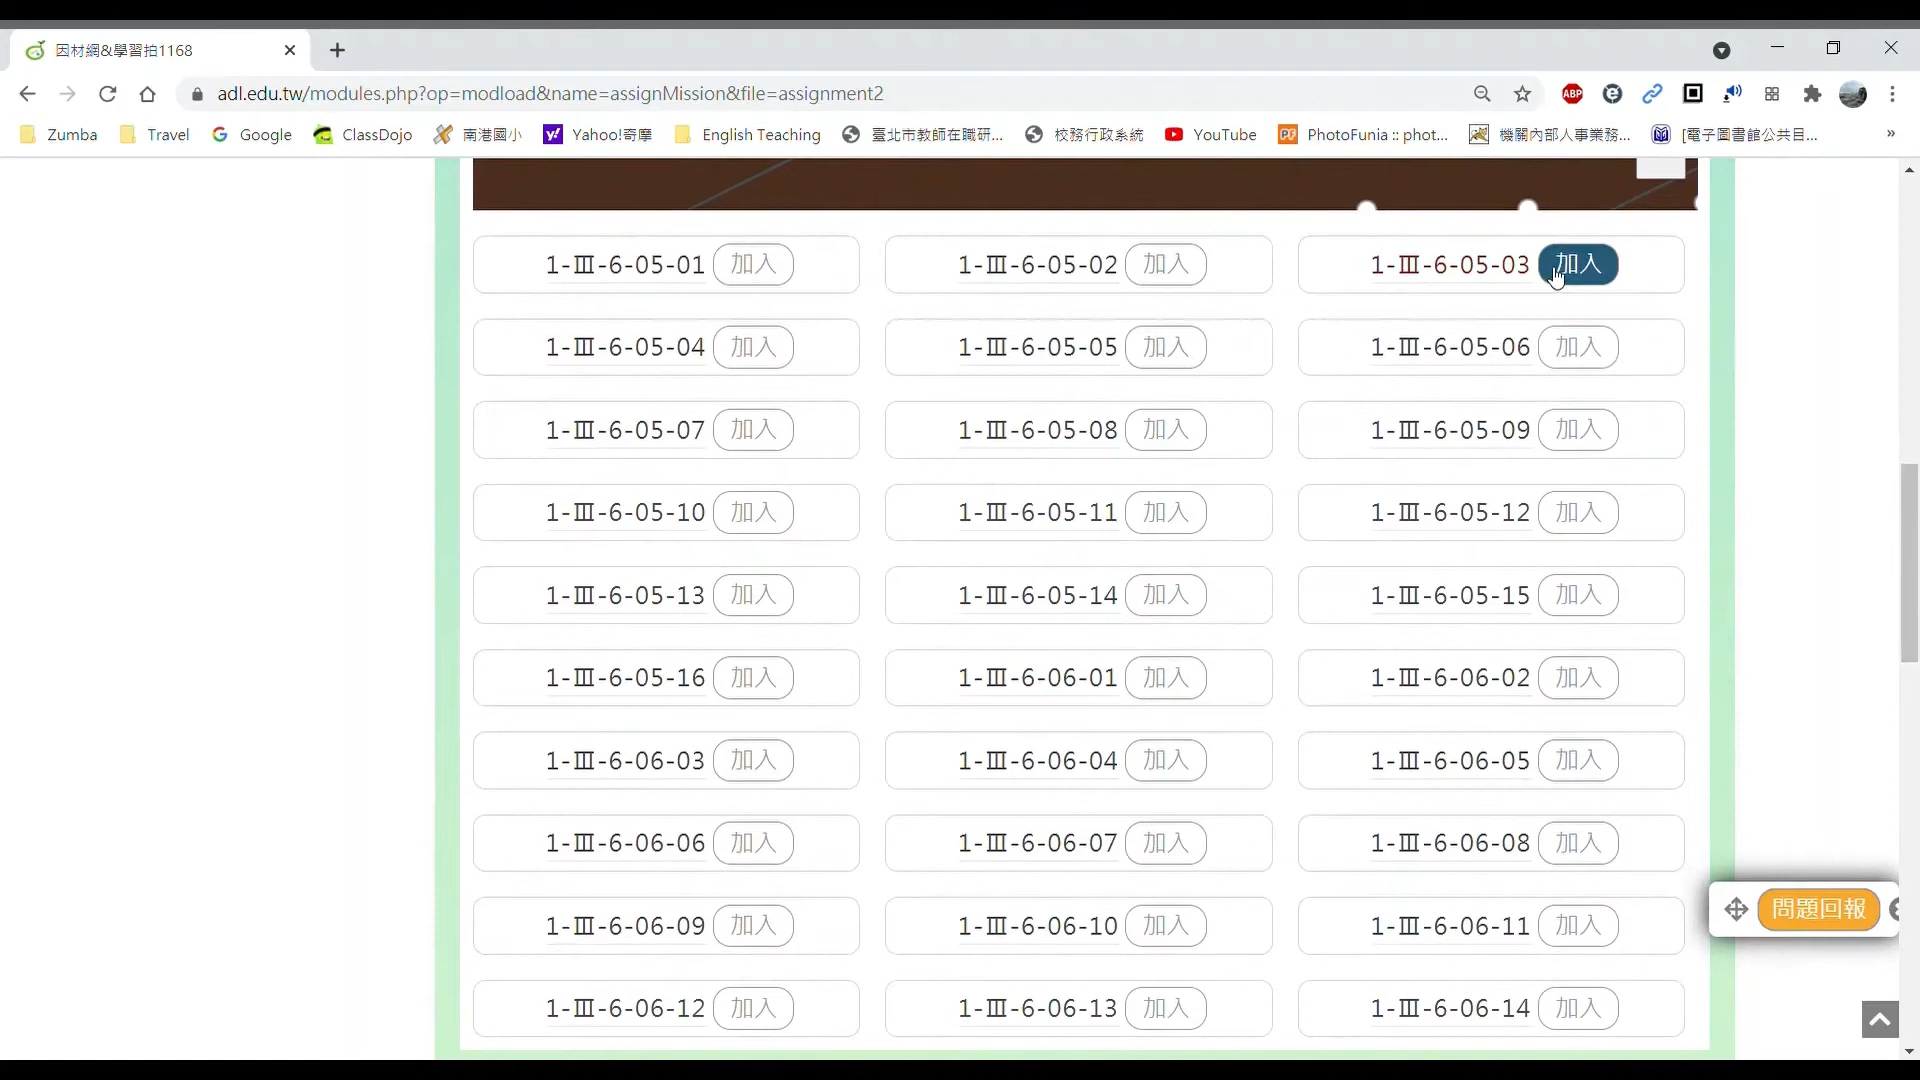 因材網&學習拍1168
adl.edu.tw/modules.php?op=modload&name=assignMission&file=assignment2
ABP
Zumba Travel Google ClassDojo 南港國小 Yahoo!奇摩 English Teaching 臺北市教師在職研... 校務行政系統 YouTube PhotoFunia :: phot... 機關內部人事業務... [電子圖書館公共目... »
1-Ⅲ-6-05-01 加入 1-Ⅲ-6-05-02 加入 1-Ⅲ-6-05-03 加入
1-Ⅲ-6-05-04 加入 1-Ⅲ-6-05-05 加入 1-Ⅲ-6-05-06 加入
1-Ⅲ-6-05-07 加入 1-Ⅲ-6-05-08 加入 1-Ⅲ-6-05-09 加入
1-Ⅲ-6-05-10 加入 1-Ⅲ-6-05-11 加入 1-Ⅲ-6-05-12 加入
1-Ⅲ-6-05-13 加入 1-Ⅲ-6-05-14 加入 1-Ⅲ-6-05-15 加入
1-Ⅲ-6-05-16 加入 1-Ⅲ-6-06-01 加入 1-Ⅲ-6-06-02 加入
1-Ⅲ-6-06-03 加入 1-Ⅲ-6-06-04 加入 1-Ⅲ-6-06-05 加入
1-Ⅲ-6-06-06 加入 1-Ⅲ-6-06-07 加入 1-Ⅲ-6-06-08 加入
問題回報
1-Ⅲ-6-06-09 加入 1-Ⅲ-6-06-10 加入 1-Ⅲ-6-06-11 加入
1-Ⅲ-6-06-12 加入 1-Ⅲ-6-06-13 加入 1-Ⅲ-6-06-14 加入